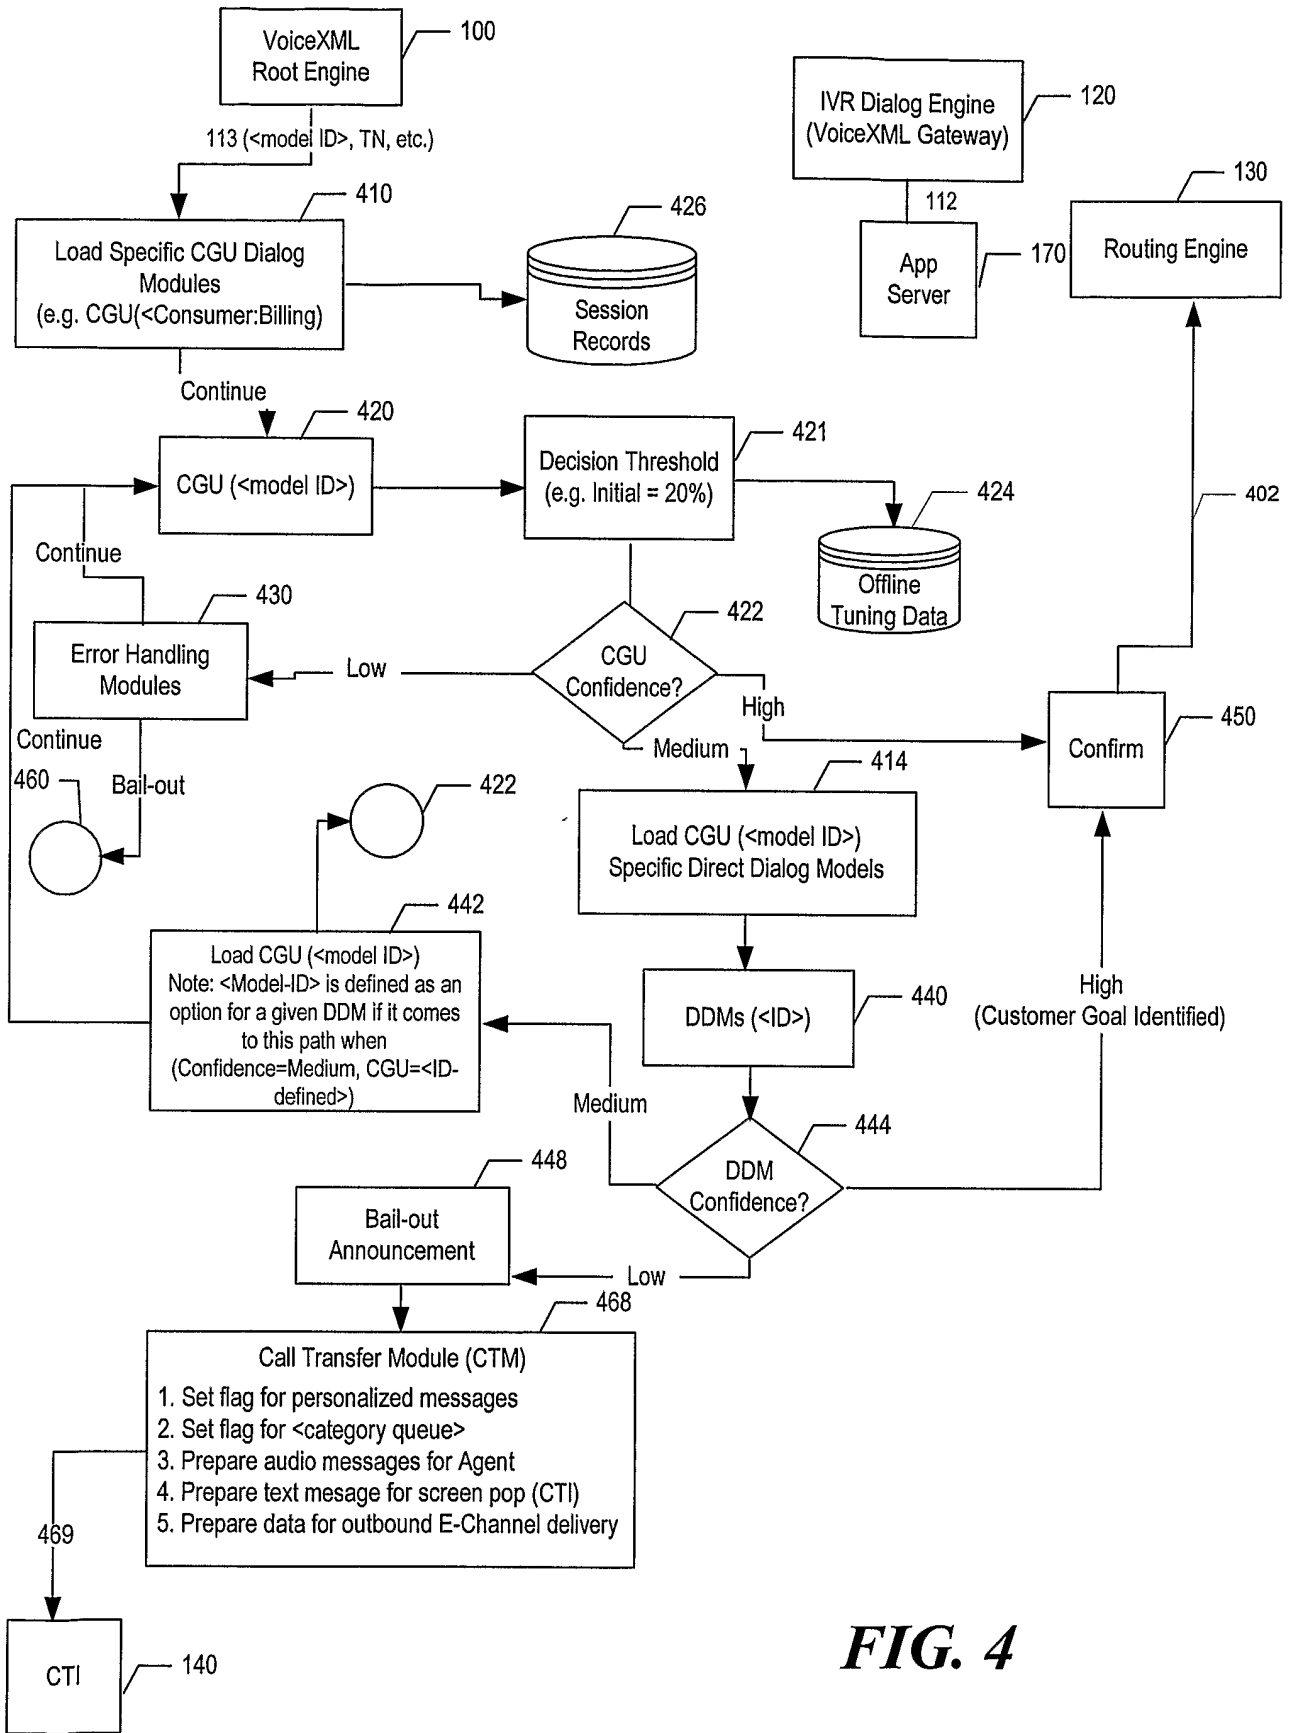 VoiceXML
Root Engine
100
113 (<model ID>, TN, etc.)
IVR Dialog Engine
(VoiceXML Gateway)
120
112
App
Server
170
130
Routing Engine
410
Load Specific CGU Dialog
Modules
(e.g. CGU(<Consumer:Billing)
426
Session
Records
Continue
420
CGU (<model ID>)
Decision Threshold
(e.g. Initial = 20%)
421
424
Offline
Tuning Data
402
Continue
430
Error Handling
Modules
Low
422
CGU
Confidence?
High
Medium
450
Confirm
Continue
460
Bail-out
422
414
Load CGU (<model ID>)
Specific Direct Dialog Models
442
Load CGU (<model ID>)
Note: <Model-ID> is defined as an
option for a given DDM if it comes
to this path when
(Confidence=Medium, CGU=<ID-
defined>)
DDMs (<ID>)
440
High
(Customer Goal Identified)
Medium
444
DDM
Confidence?
448
Bail-out
Announcement
Low
468
Call Transfer Module (CTM)
1. Set flag for personalized messages
2. Set flag for <category queue>
3. Prepare audio messages for Agent
4. Prepare text mesage for screen pop (CTI)
5. Prepare data for outbound E-Channel delivery
469
CTI
140
FIG. 4